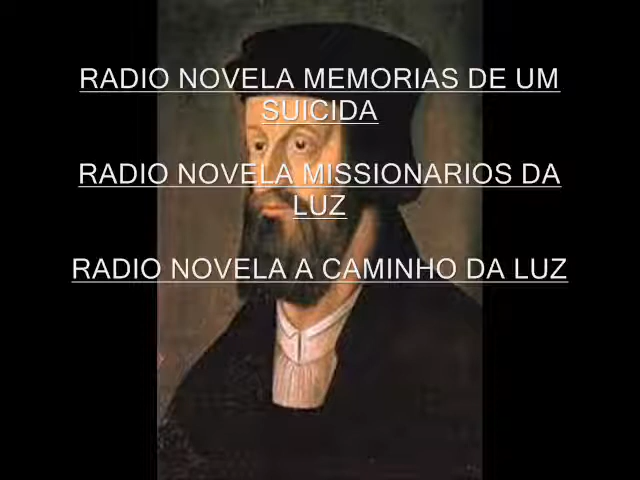 RADIO NOVELA MEMORIAS DE UM
SUICIDA
RADIO NOVELA MISSIONARIOS DA
LUZ
RADIO NOVELA A CAMINHO DA LUZ